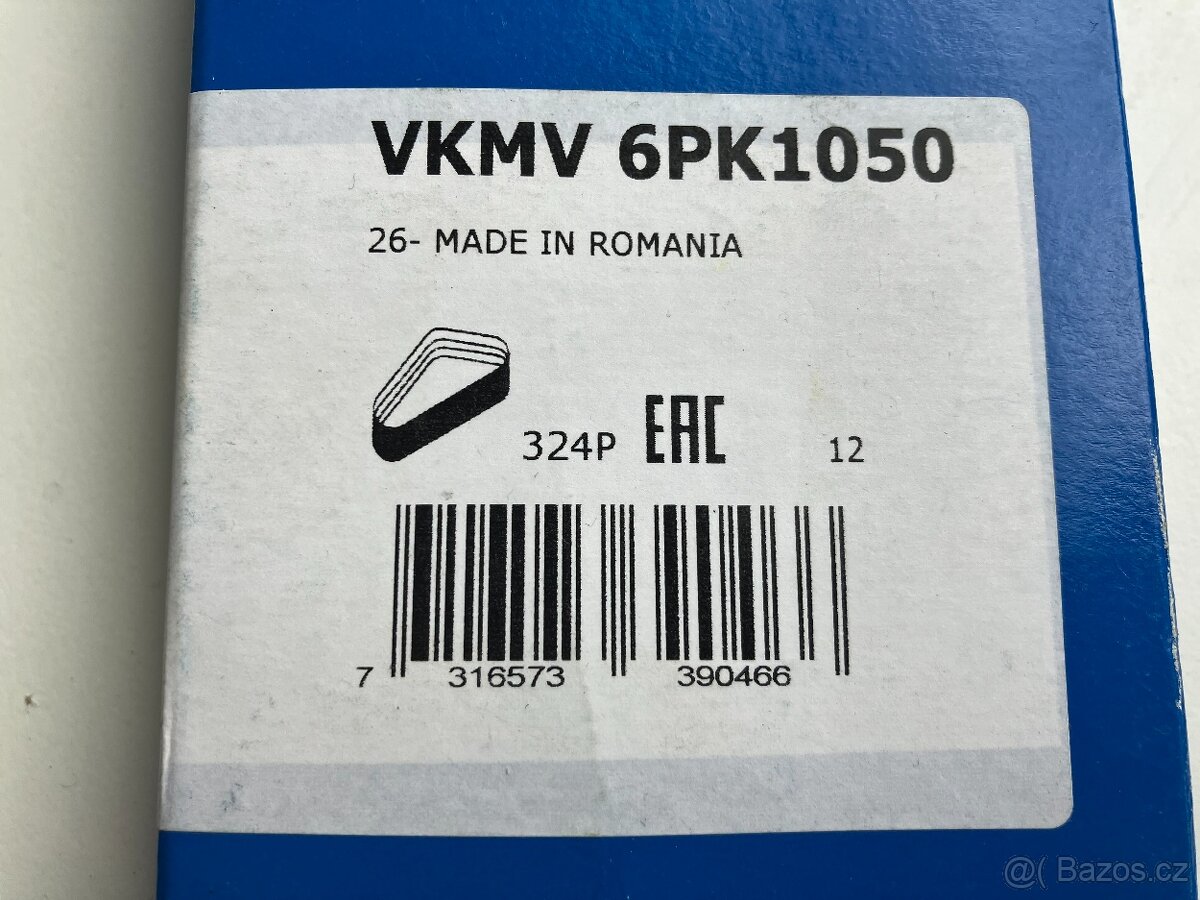 VKMV 6PK1050
26- MADE IN ROMANIA
324P EAC 12
7 316573 390466
@( Bazos.cz